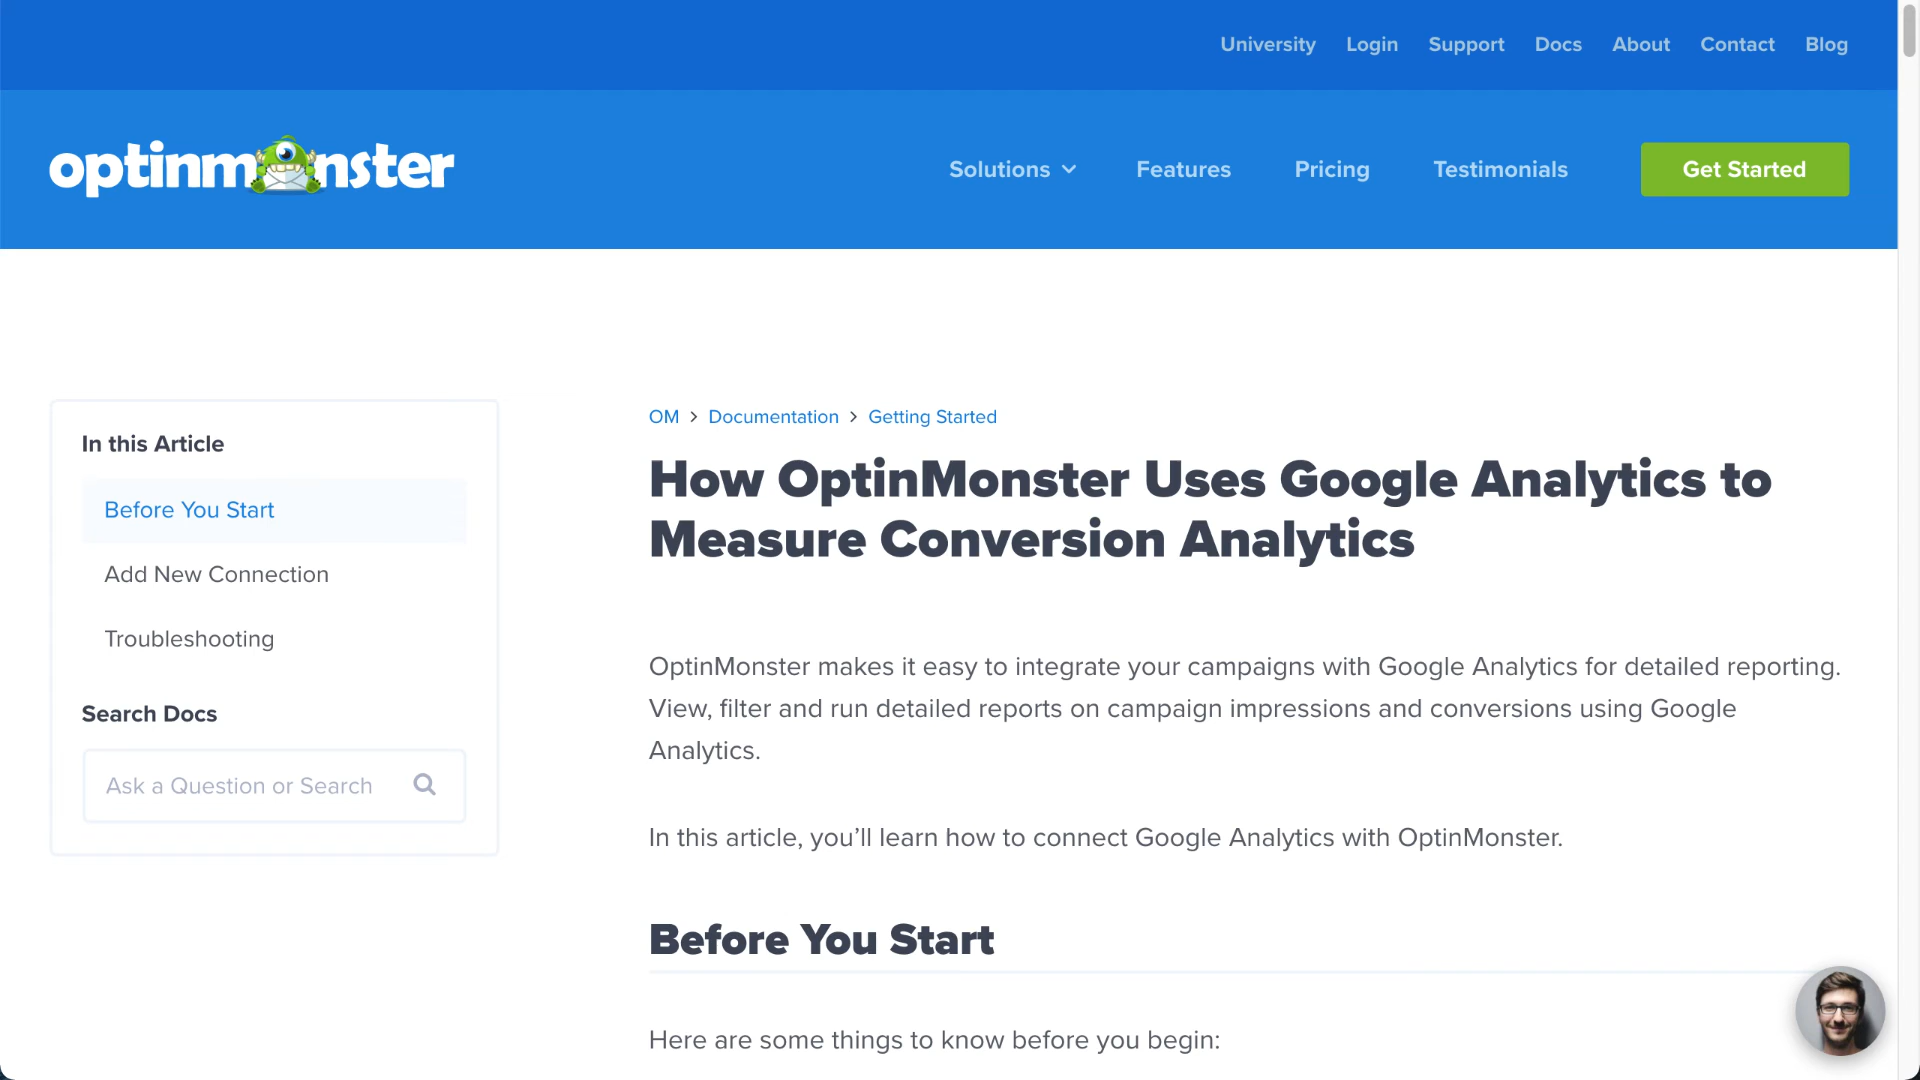 University Login Support Docs About Contact Blog
optinmonster
Solutions Features Pricing Testimonials Get Started
In this Article
Before You Start
Add New Connection
Troubleshooting
Search Docs
Ask a Question or Search
OM > Documentation > Getting Started
How OptinMonster Uses Google Analytics to
Measure Conversion Analytics
OptinMonster makes it easy to integrate your campaigns with Google Analytics for detailed reporting.
View, filter and run detailed reports on campaign impressions and conversions using Google
Analytics.
In this article, you’ll learn how to connect Google Analytics with OptinMonster.
Before You Start
Here are some things to know before you begin: